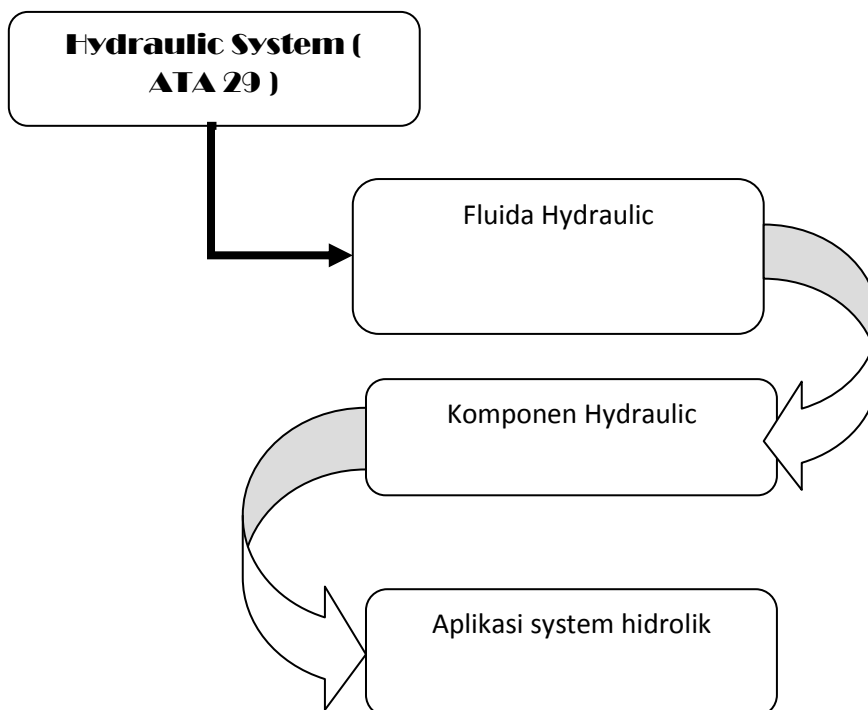 Hydraulic System (
ATA 29 )
Fluida Hydraulic
Komponen Hydraulic
Aplikasi system hidrolik